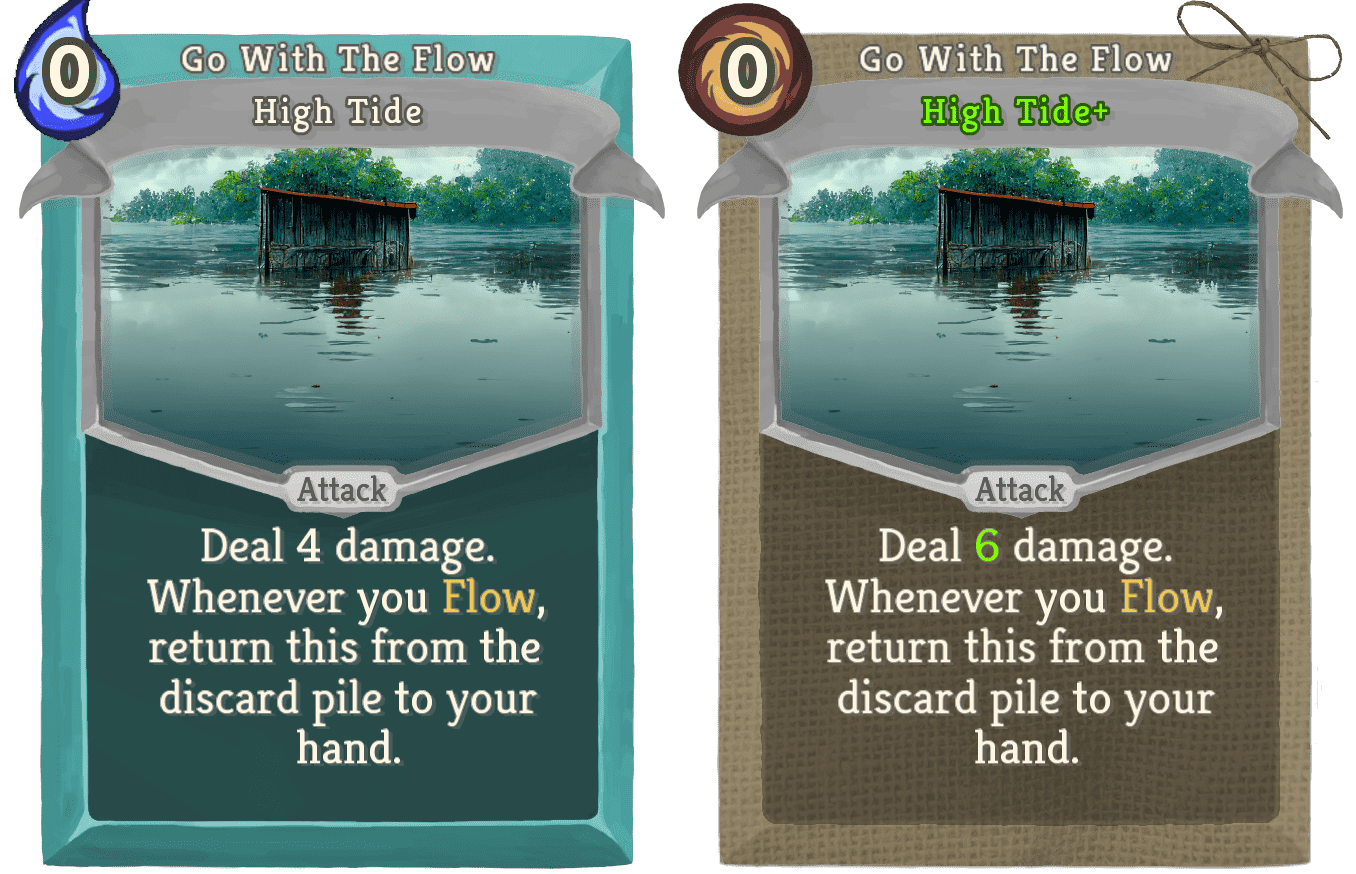 0
Go With The Flow
High Tide
Attack
Deal 4 damage.
Whenever you Flow,
return this from the
discard pile to your
hand.
0
Go With The Flow
High Tide+
Attack
Deal 6 damage.
Whenever you Flow,
return this from the
discard pile to your
hand.